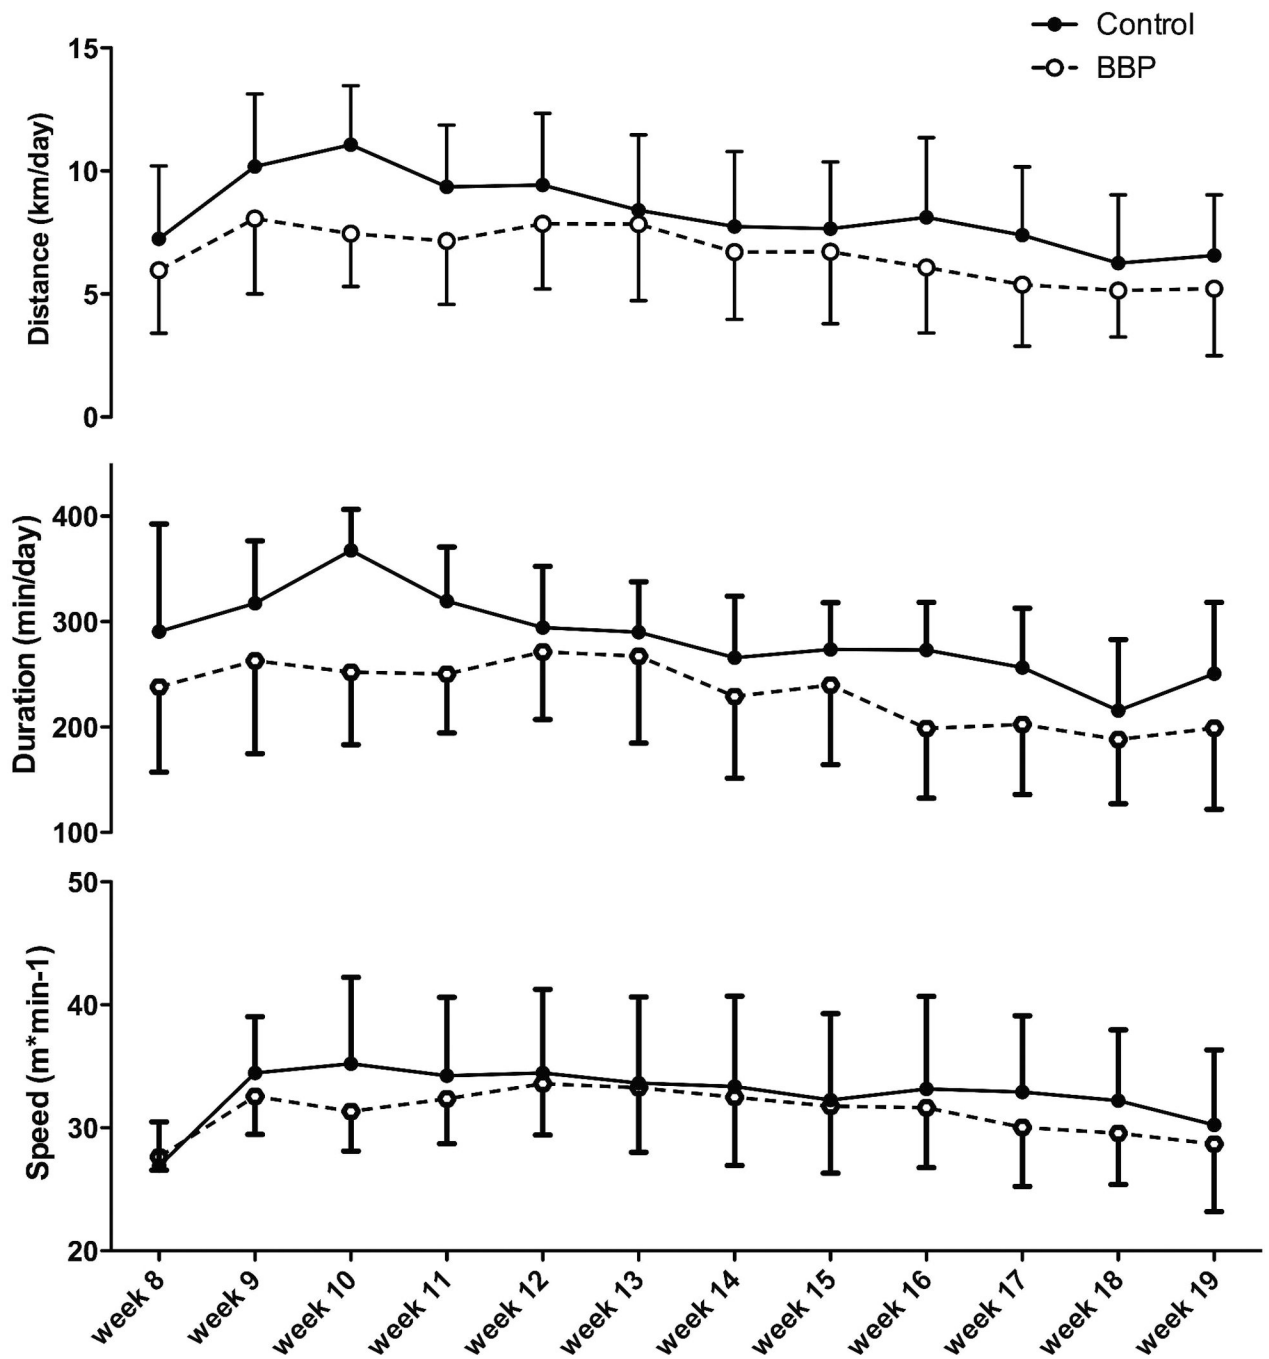 Control
BBP
Distance (km/day)
15
10
5
0
Duration (min/day)
400
300
200
100
Speed (m*min-1)
50
40
30
20
week 8
week 9
week 10
week 11
week 12
week 13
week 14
week 15
week 16
week 17
week 18
week 19